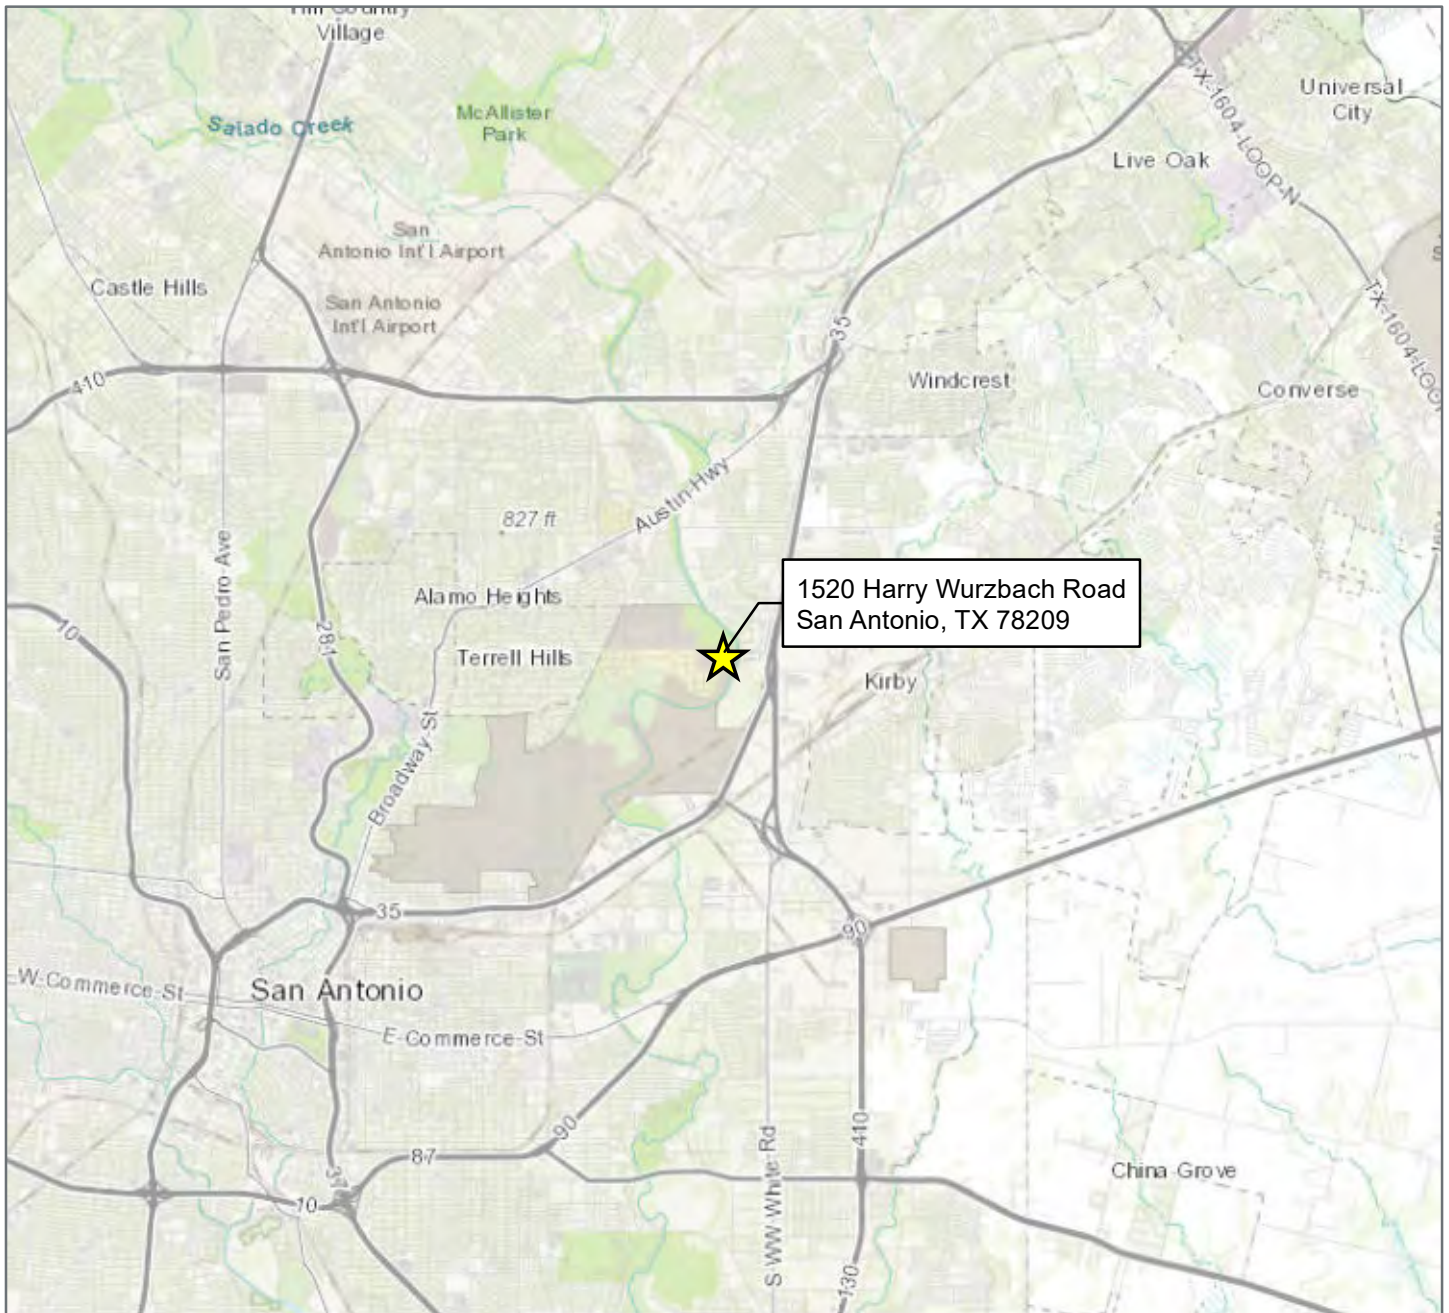 Hill Country
Village
Universal
City
McAllister
Park
Salado Creek
TX-1604-LOOP-N
Live Oak
San
Antonio Int'l Airport
Castle Hills
San Antonio
Int'l Airport
35
TX-1604-LOOP
410
Windcrest
Converse
Austin-Hwy
827 ft
San Pedro Ave
1520 Harry Wurzbach Road
San Antonio, TX 78209
Alamo Heights
10
281
Terrell Hills
Kirby
Broadway-St
35
90
W-Commerce-St
San Antonio
E-Commerce-St
90
410
S-WW-White Rd
87
37
China Grove
10
130